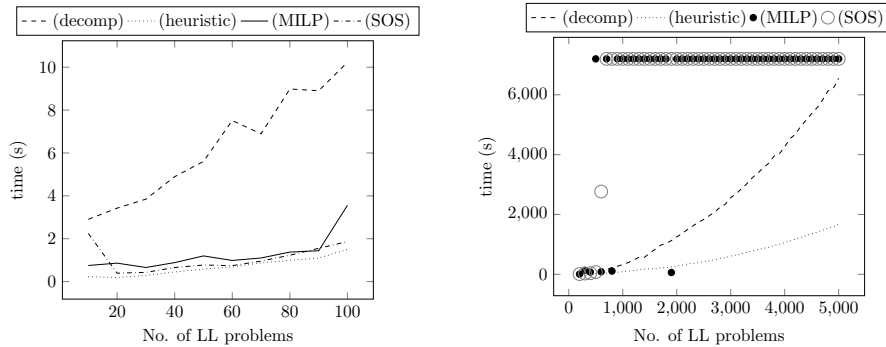 (decomp) (heuristic) (MILP) (SOS)
10
8
6
4
2
0
time (s)
20 40 60 80 100
No. of LL problems
(decomp) (heuristic) (MILP) (SOS)
6,000
4,000
2,000
0
time (s)
0 1,000 2,000 3,000 4,000 5,000
No. of LL problems